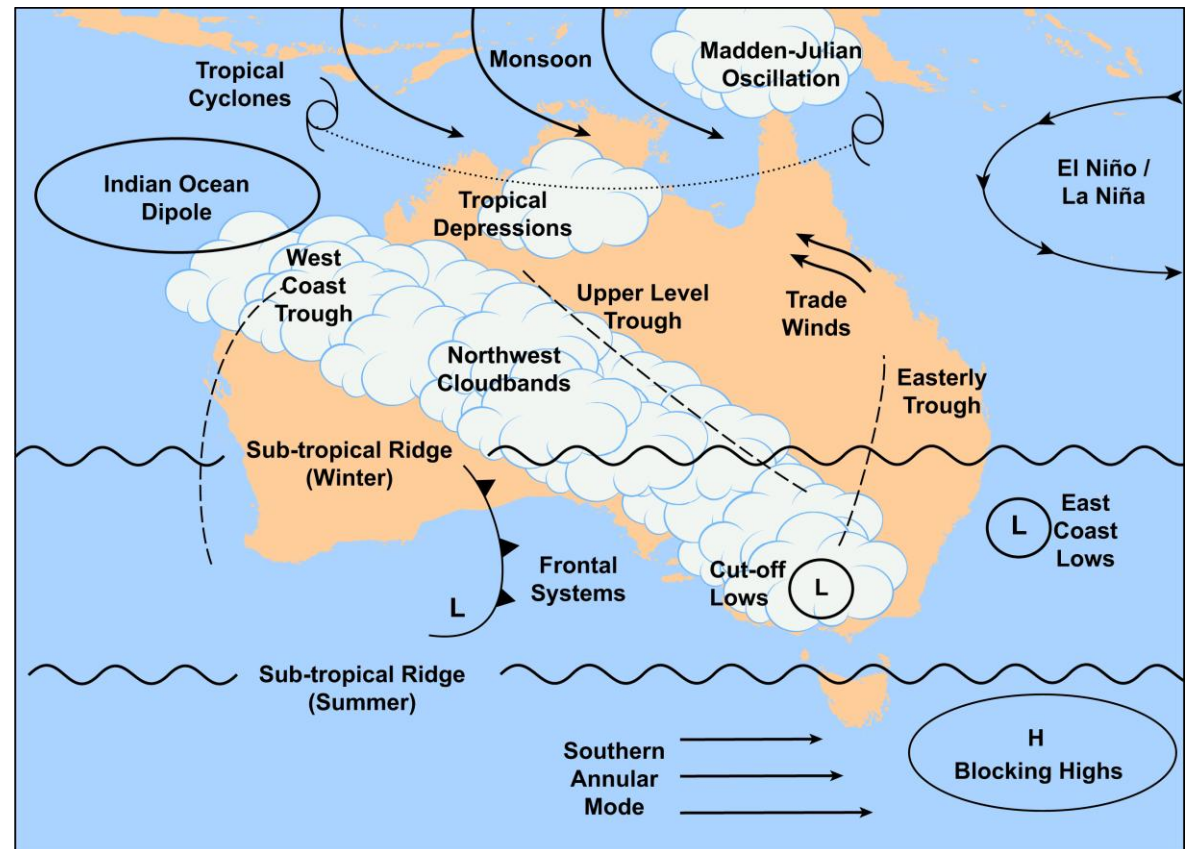 Monsoon
Madden-Julian
Oscillation
Tropical
Cyclones
Indian Ocean
Dipole
El Niño /
La Niña
Tropical
Depressions
West
Coast
Trough
Upper Level
Trough
Trade
Winds
Northwest
Cloudbands
Easterly
Trough
Sub-tropical Ridge
(Winter)
L
East
Coast
Lows
Frontal
Systems
L
Cut-off
Lows
L
Sub-tropical Ridge
(Summer)
Southern
Annular
Mode
H
Blocking Highs